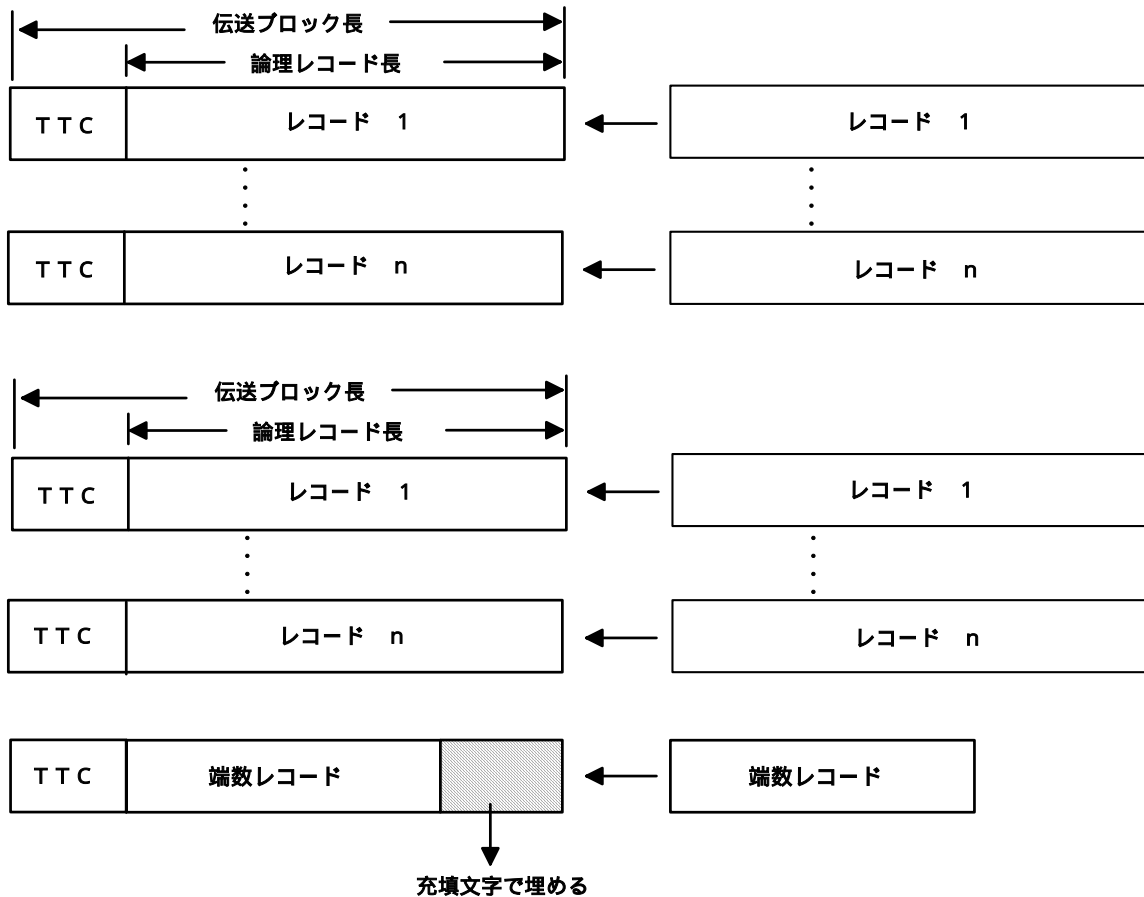 伝送ブロック長
論理レコード長
TTC レコード 1 レコード 1
TTC レコード n レコード n
伝送ブロック長
論理レコード長
TTC レコード 1 レコード 1
TTC レコード n レコード n
TTC 端数レコード 端数レコード
充填文字で埋める